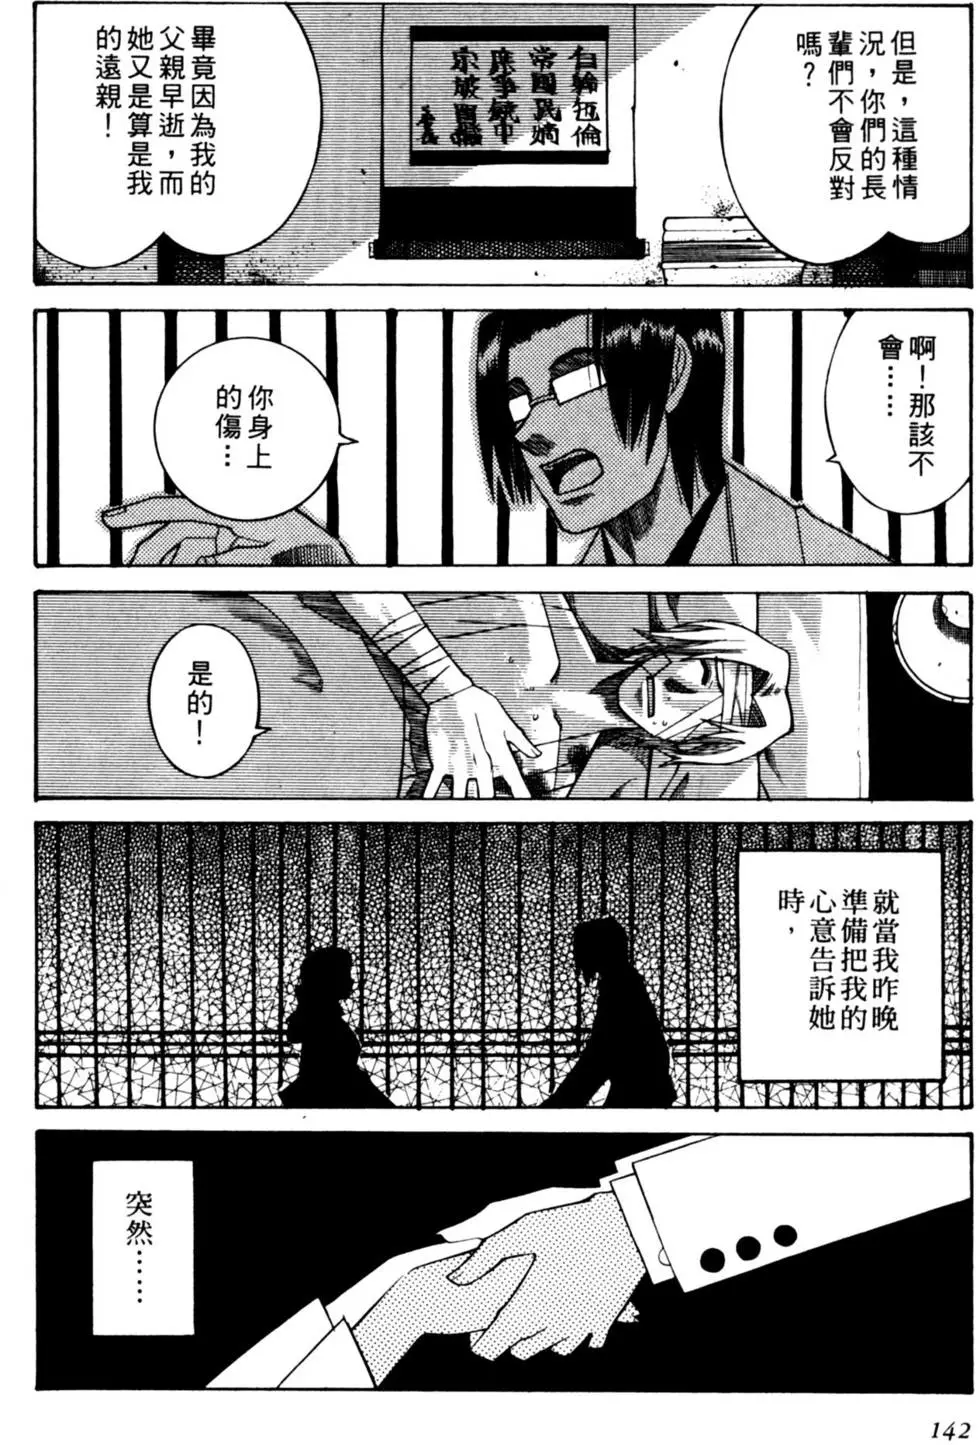 但是，這種情
況，你們的長
輩們不會反對
嗎？
畢竟因為我的
父親早逝，而
她又是算是我
的遠親！
啊！那該不
會……
你身上
的傷…
是的！
就當我昨晚
準備把我的
心意告訴她
時，
突然……
142